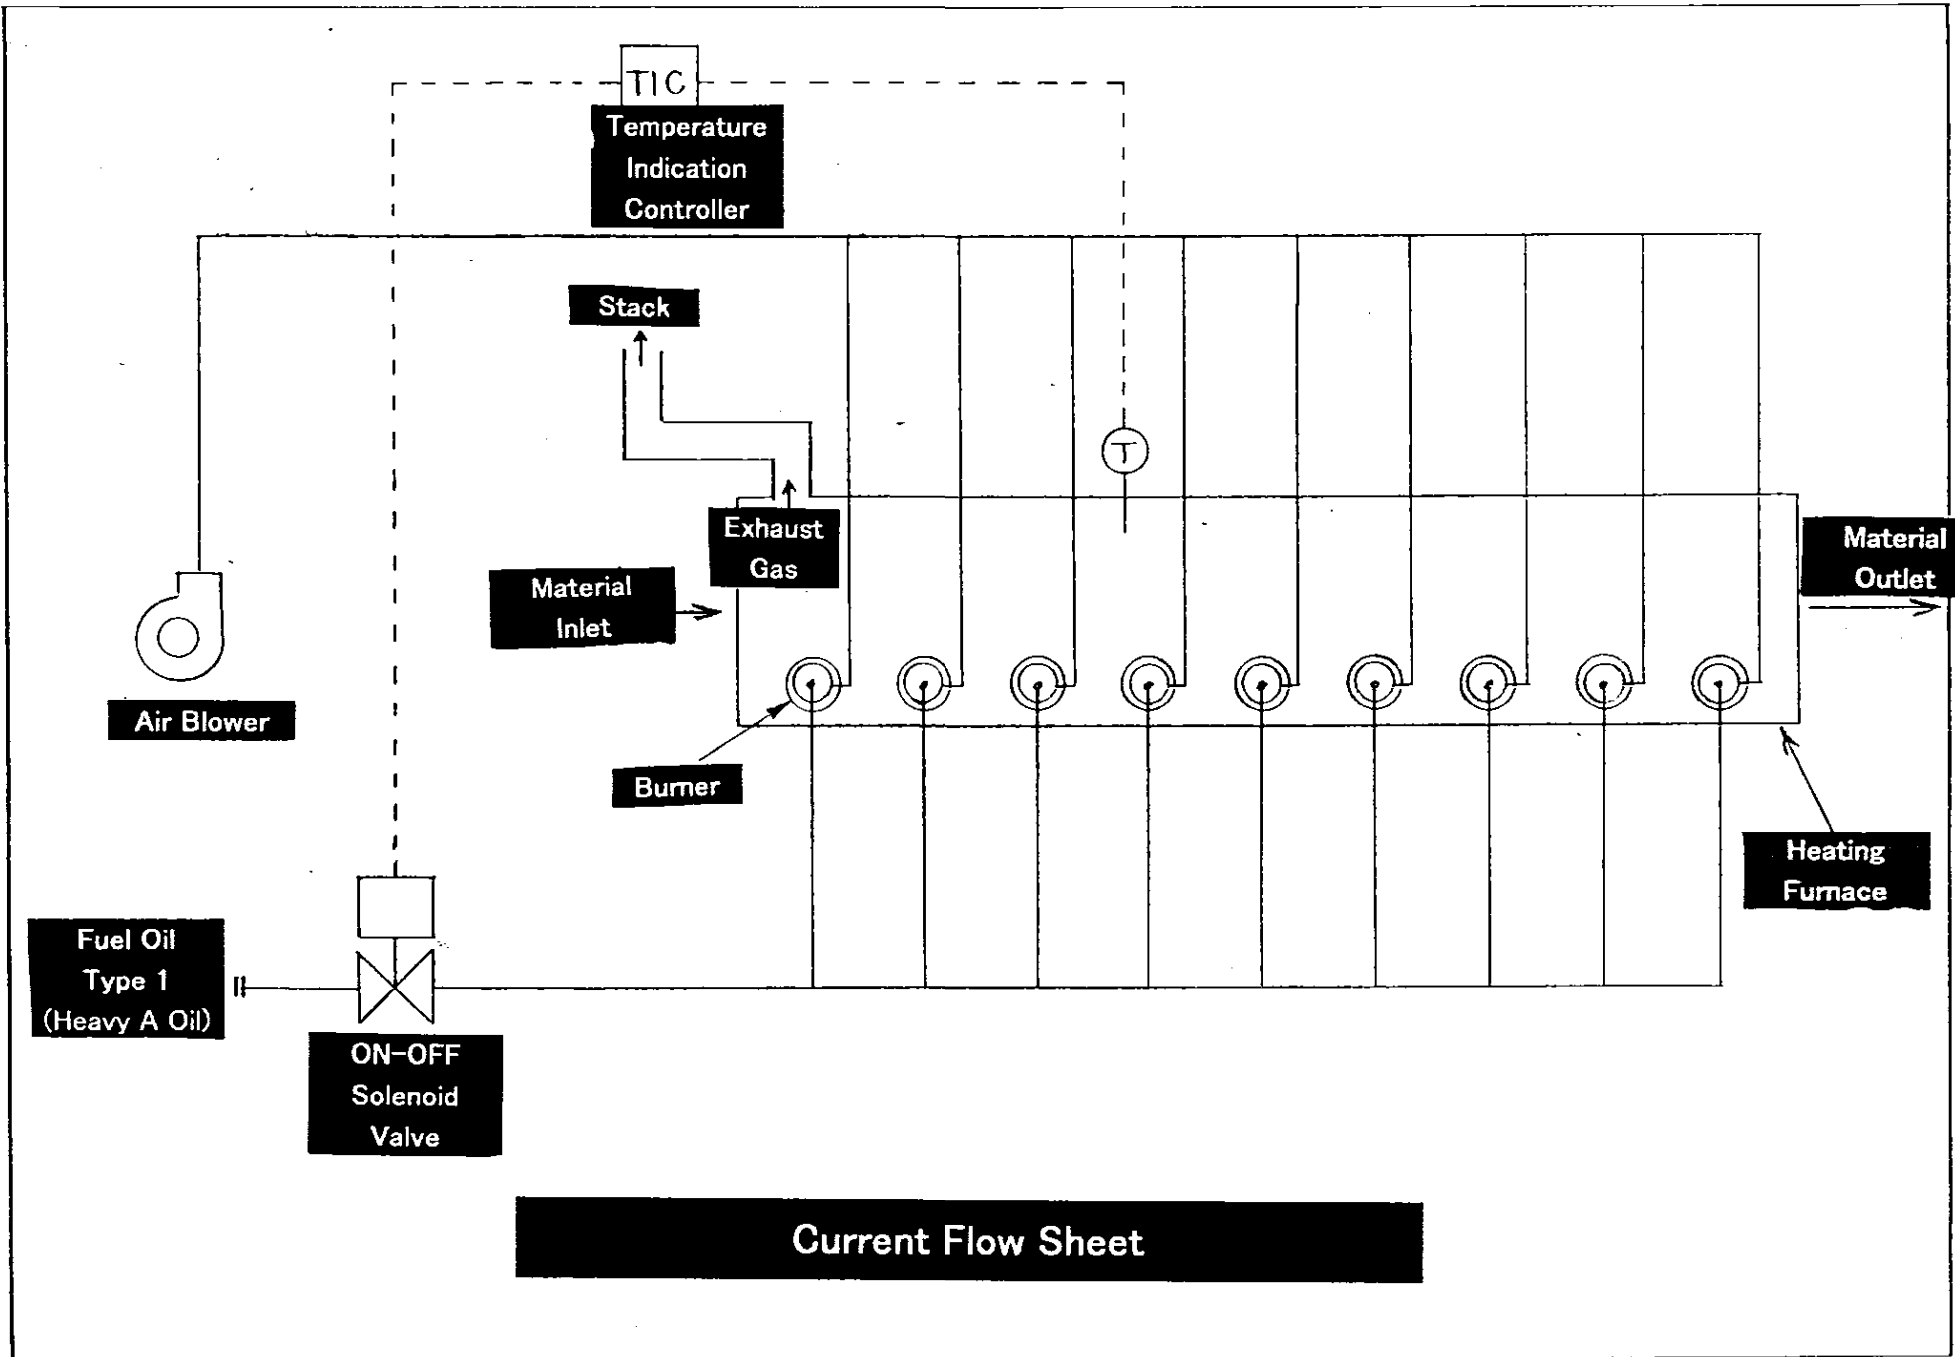 TIC
Temperature
Indication
Controller
Stack
T
Exhaust
Gas
Material
Inlet
Material
Outlet
Air Blower
Burner
Heating
Furnace
Fuel Oil
Type 1
(Heavy A Oil)
ON-OFF
Solenoid
Valve
Current Flow Sheet